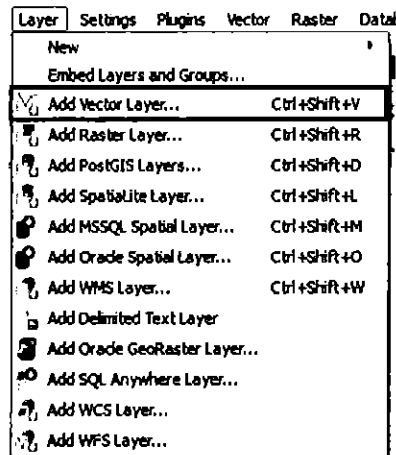 Layer Settings Plugins Vector Raster Datal
New
Embed Layers and Groups...
Add Vector Layer... Ctrl+Shift+V
Add Raster Layer... Ctrl+Shift+R
Add PostGIS Layers... Ctrl+Shift+D
Add SpatiaLite Layer... Ctrl+Shift+L
Add MSSQL Spatial Layer... Ctrl+Shift+M
Add Oracle Spatial Layer... Ctrl+Shift+O
Add WMS Layer... Ctrl+Shift+W
Add Delimited Text Layer
Add Oracle GeoRaster Layer...
Add SQL Anywhere Layer...
Add WCS Layer...
Add WFS Layer...